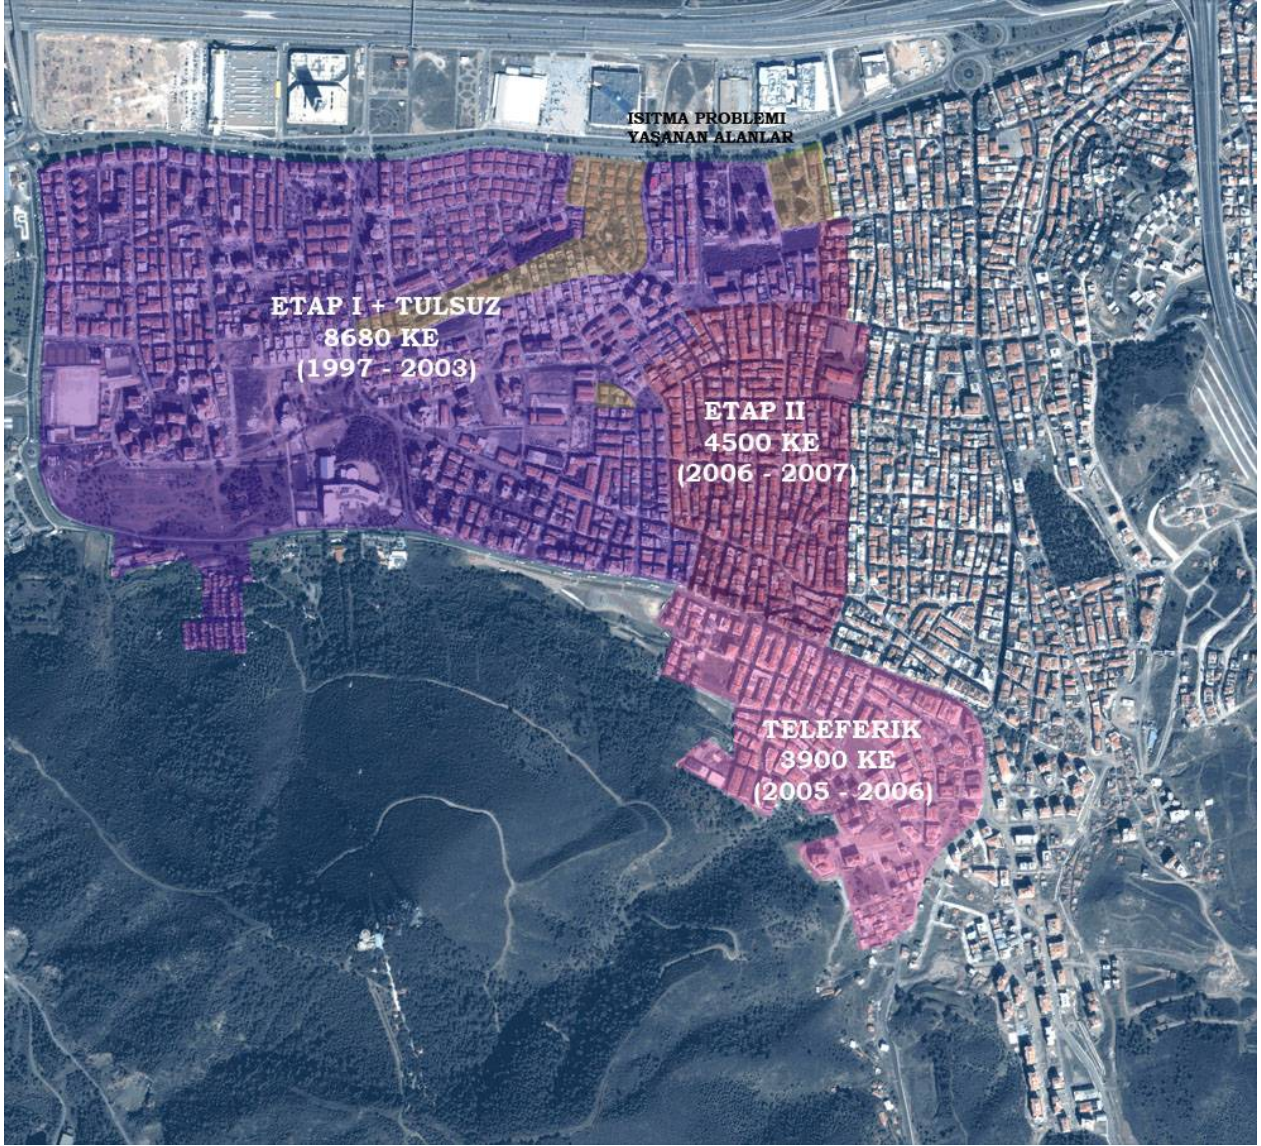 ISITMA PROBLEMI
YAŞANAN ALANLAR
ETAP I + TULSUZ
8680 KE
(1997 - 2003)
ETAP II
4500 KE
(2006 - 2007)
TELEFERIK
3900 KE
(2005 - 2006)